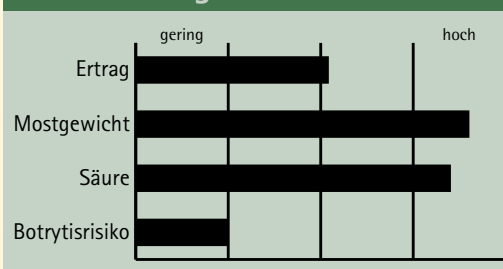 gering hoch
Ertrag
Mostgewicht
Säure
Botrytisrisiko